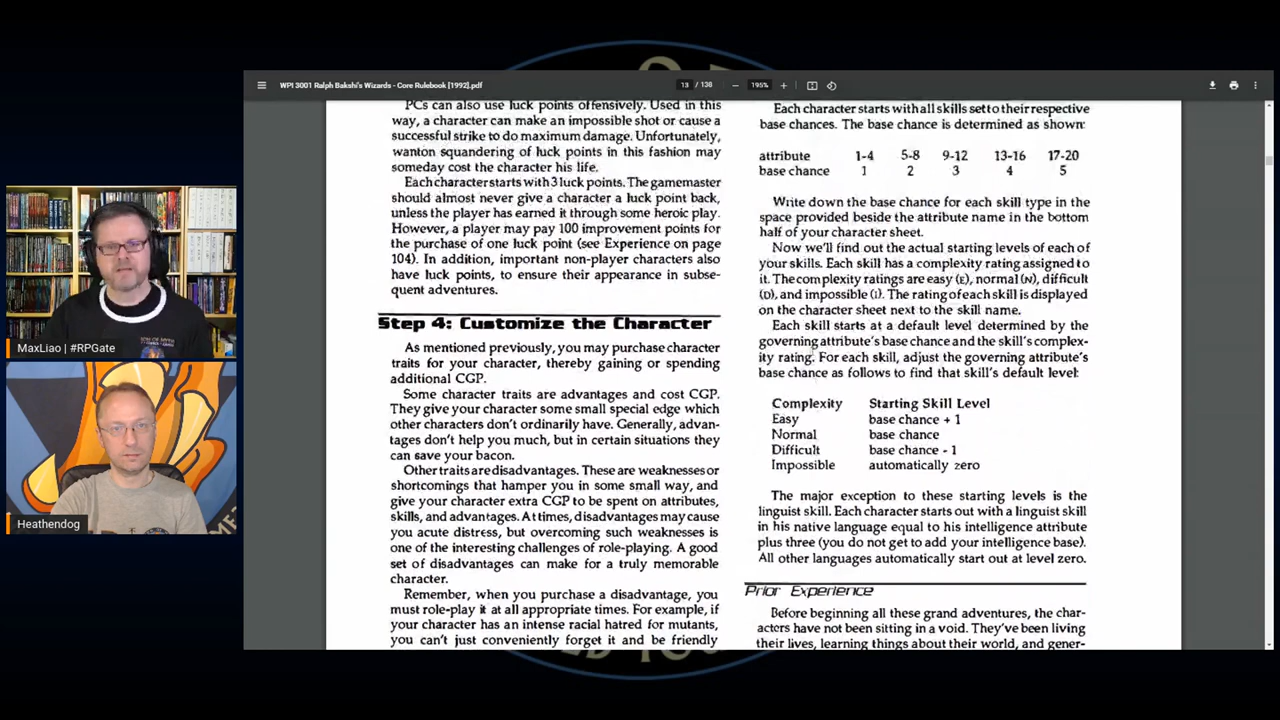 WPI 3001 Ralph Bakshi's Wizards - Core Rulebook [1992].pdf
13 / 138
195%
PCs can also use luck points offensively. Used in this
way, a character can make an impossible shot or cause a
successful strike to do maximum damage. Unfortunately,
wanton squandering of luck points in this fashion may
someday cost the character his life.
Each character starts with 3 luck points. The gamemaster
should almost never give a character a luck point back,
unless the player has earned it through some heroic play.
However, a player may pay 100 improvement points for
the purchase of one luck point (see Experience on page
104). In addition, important non-player characters also
have luck points, to ensure their appearance in subse-
quent adventures.
Step 4: Customize the Character
As mentioned previously, you may purchase character
traits for your character, thereby gaining or spending
additional CGP.
Some character traits are advantages and cost CGP.
They give your character some small special edge which
other characters don't ordinarily have. Generally, advan-
tages don't help you much, but in certain situations they
can save your bacon.
Other traits are disadvantages. These are weaknesses or
shortcomings that hamper you in some small way, and
give your character extra CGP to be spent on attributes,
skills, and advantages. At times, disadvantages may cause
you acute distress, but overcoming such weaknesses is
one of the interesting challenges of role-playing. A good
set of disadvantages can make for a truly memorable
character.
Remember, when you purchase a disadvantage, you
must role-play it at all appropriate times. For example, if
your character has an intense racial hatred for mutants,
you can't just conveniently forget it and be friendly
Each character starts with all skills set to their respective
base chances. The base chance is determined as shown:
attribute 1-4 5-8 9-12 13-16 17-20
base chance 1 2 3 4 5
Write down the base chance for each skill type in the
space provided beside the attribute name in the bottom
half of your character sheet.
Now we'll find out the actual starting levels of each of
your skills. Each skill has a complexity rating assigned to
it. The complexity ratings are easy (E), normal (N), difficult
(D), and impossible (I). The rating of each skill is displayed
on the character sheet next to the skill name.
Each skill starts at a default level determined by the
governing attribute's base chance and the skill's complex-
ity rating. For each skill, adjust the governing attribute's
base chance as follows to find that skill's default level:
Complexity Starting Skill Level
Easy base chance + 1
Normal base chance
Difficult base chance - 1
Impossible automatically zero
The major exception to these starting levels is the
linguist skill. Each character starts out with a linguist skill
in his native language equal to his intelligence attribute
plus three (you do not get to add your intelligence base).
All other languages automatically start out at level zero.
Prior Experience
Before beginning all these grand adventures, the char-
acters have not been sitting in a void. They've been living
their lives, learning things about their world, and gener-
MaxLiao | #RPGate
Heathendog